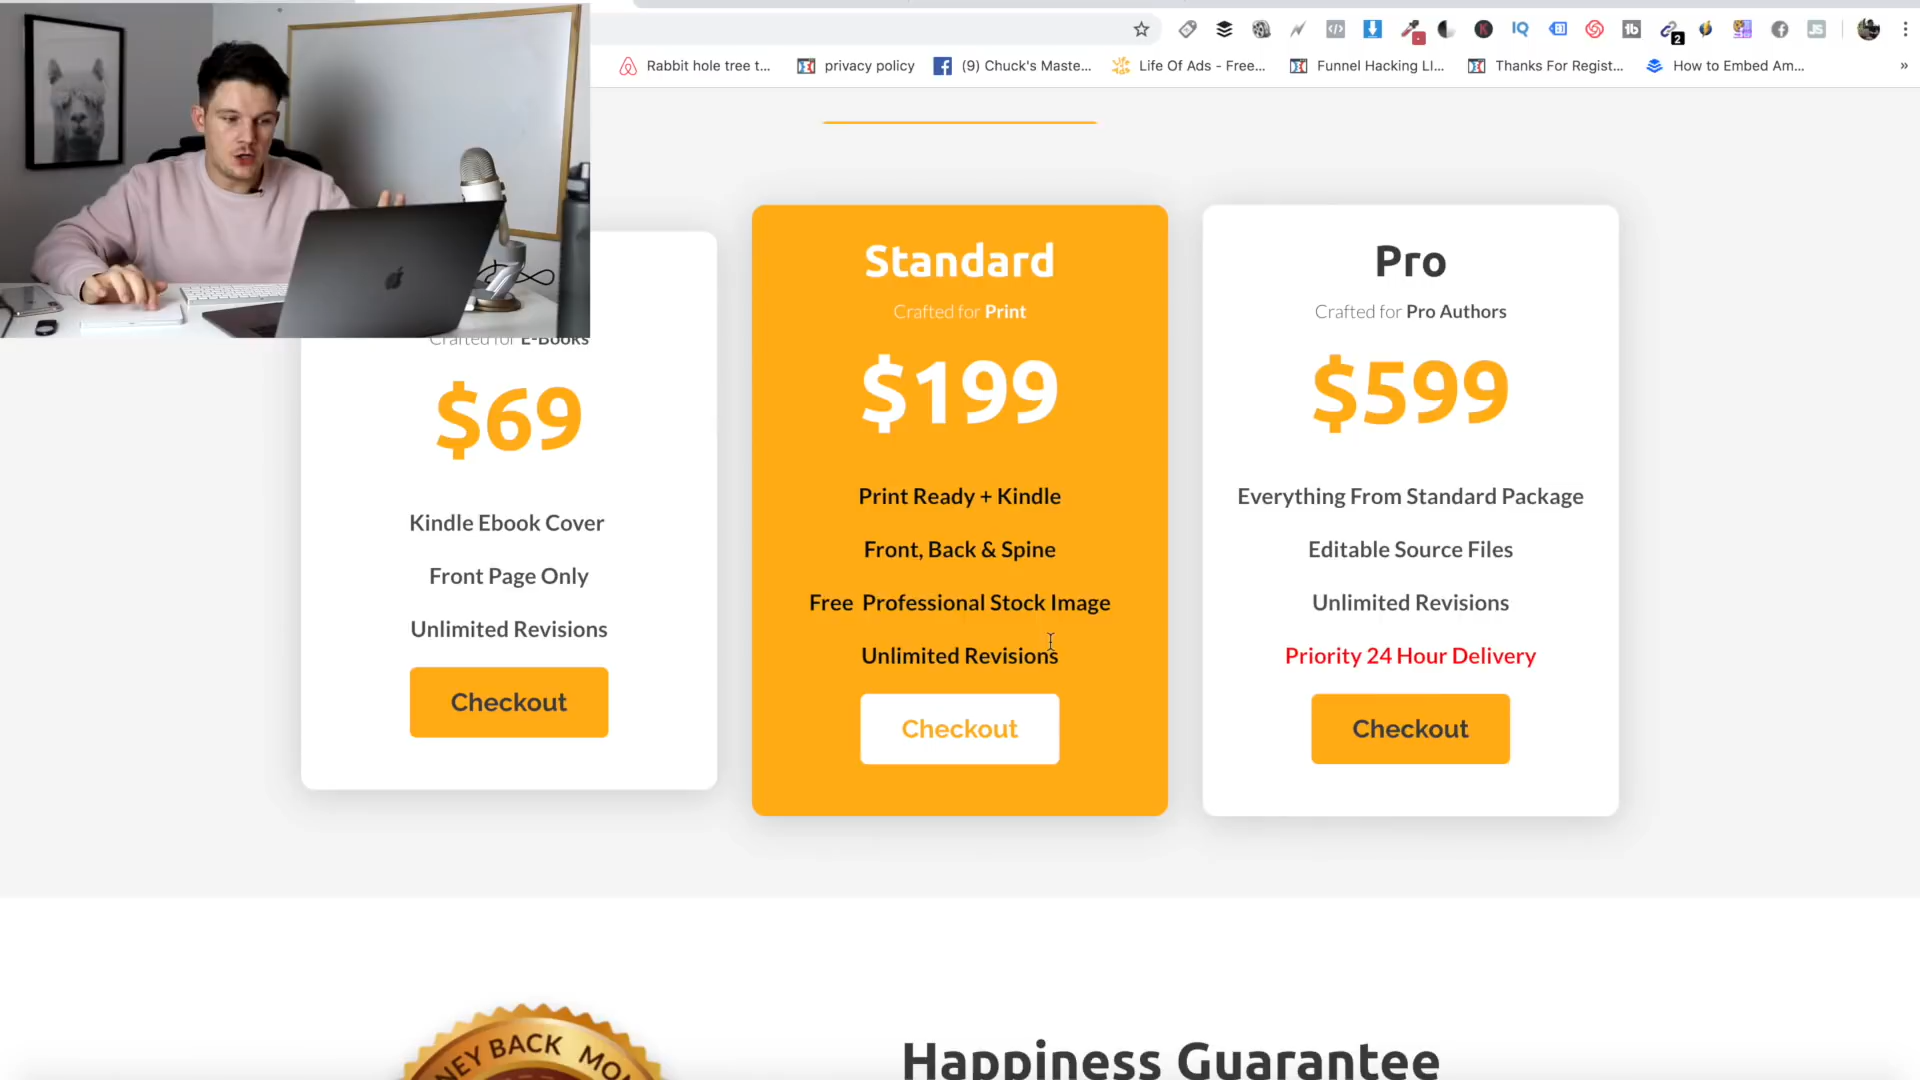 Rabbit hole tree t...
privacy policy
(9) Chuck's Maste...
Life Of Ads - Free...
Funnel Hacking LI...
Thanks For Regist...
How to Embed Am...
»
Crafted for E-Books
$69
Kindle Ebook Cover
Front Page Only
Unlimited Revisions
Checkout
Standard
Crafted for Print
$199
Print Ready + Kindle
Front, Back & Spine
Free Professional Stock Image
Unlimited Revisions
Checkout
Pro
Crafted for Pro Authors
$599
Everything From Standard Package
Editable Source Files
Unlimited Revisions
Priority 24 Hour Delivery
Checkout
BACK
Happiness Guarantee